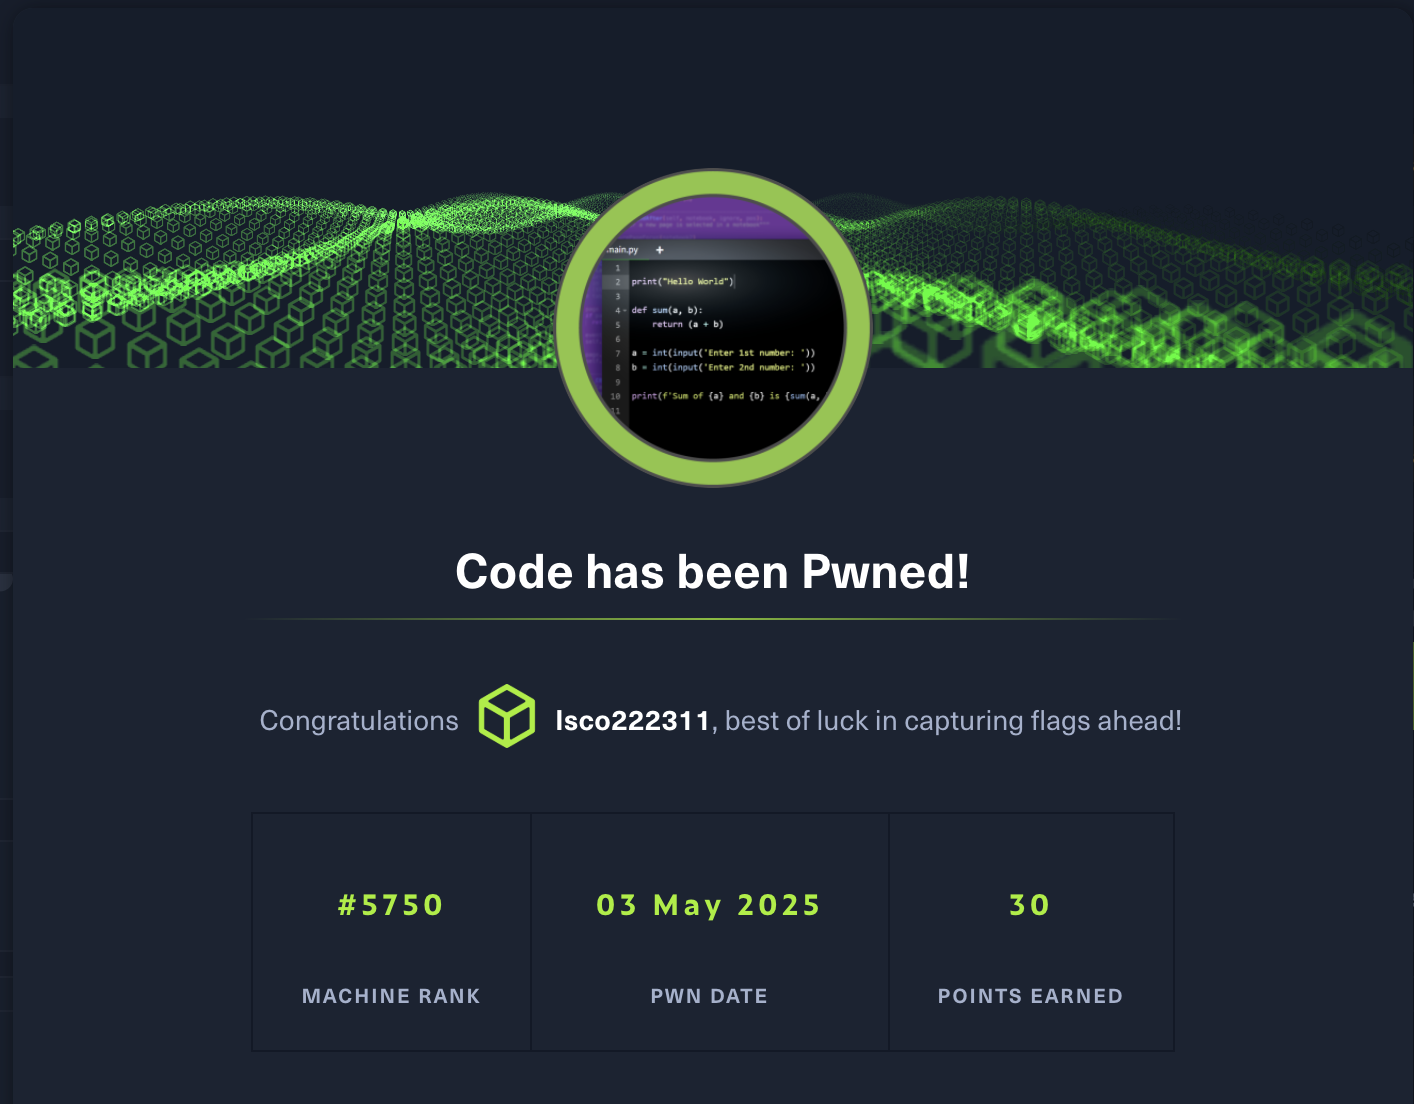 main.py +
1
2 print("Hello World")
3
4 def sum(a, b):
5 return (a + b)
6
7 a = int(input('Enter 1st number: '))
8 b = int(input('Enter 2nd number: '))
9
10 print(f'Sum of {a} and {b} is {sum(a,
11
Code has been Pwned!
Congratulations lsco222311, best of luck in capturing flags ahead!
#5750 03 May 2025 30
MACHINE RANK PWN DATE POINTS EARNED